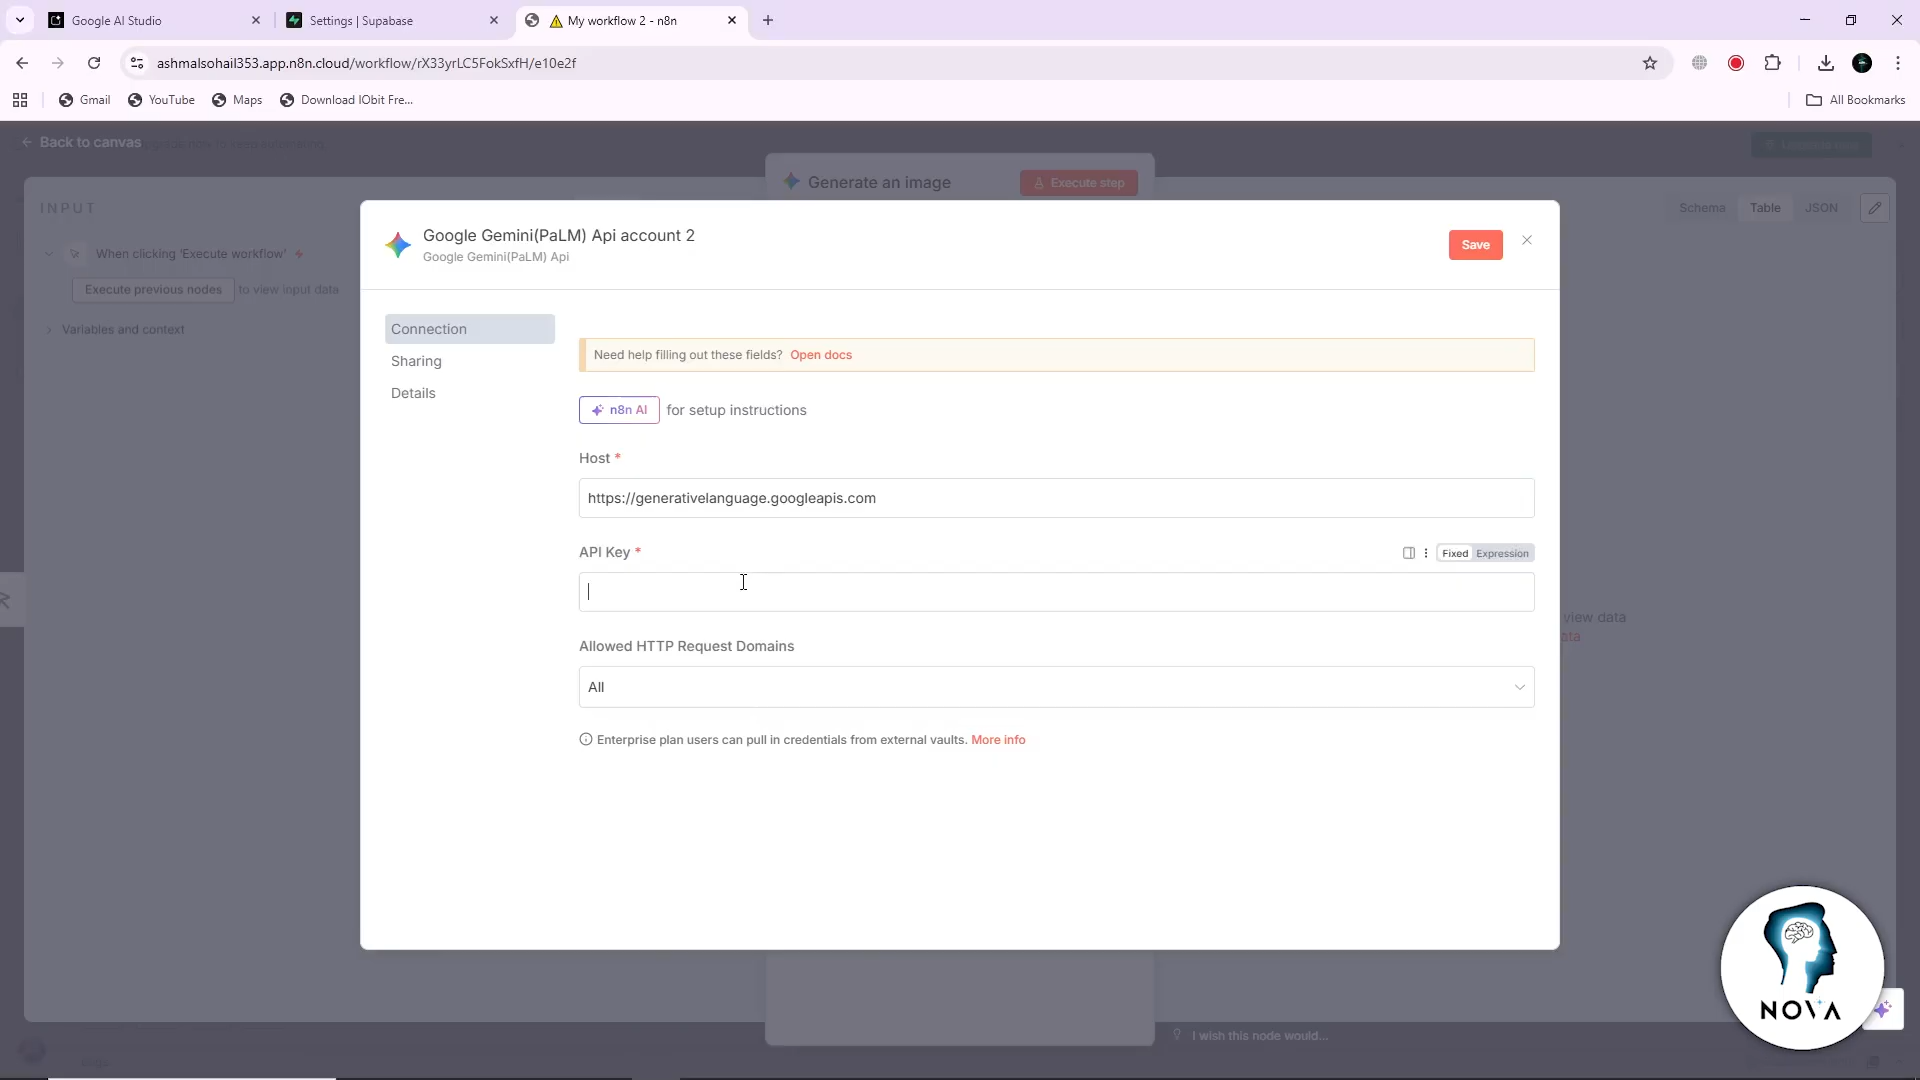 Google AI Studio
Settings | Supabase
My workflow 2 - n8n
ashmalsohail353.app.n8n.cloud/workflow/rX33yrLC5FokSxfH/e10e2f
Gmail
YouTube
Maps
Download IObit Fre...
All Bookmarks
Back to canvas
Generate an image
Execute step
INPUT
Schema
Table
JSON
When clicking 'Execute workflow'
Execute previous nodes to view input data
Variables and context
Google Gemini(PaLM) Api account 2
Google Gemini(PaLM) Api
Save
Connection
Sharing
Details
Need help filling out these fields? Open docs
n8n AI for setup instructions
Host *
https://generativelanguage.googleapis.com
API Key *
Fixed
Expression
view data
Allowed HTTP Request Domains
All
Enterprise plan users can pull in credentials from external vaults. More info
I wish this node would...
Logs
NOVA